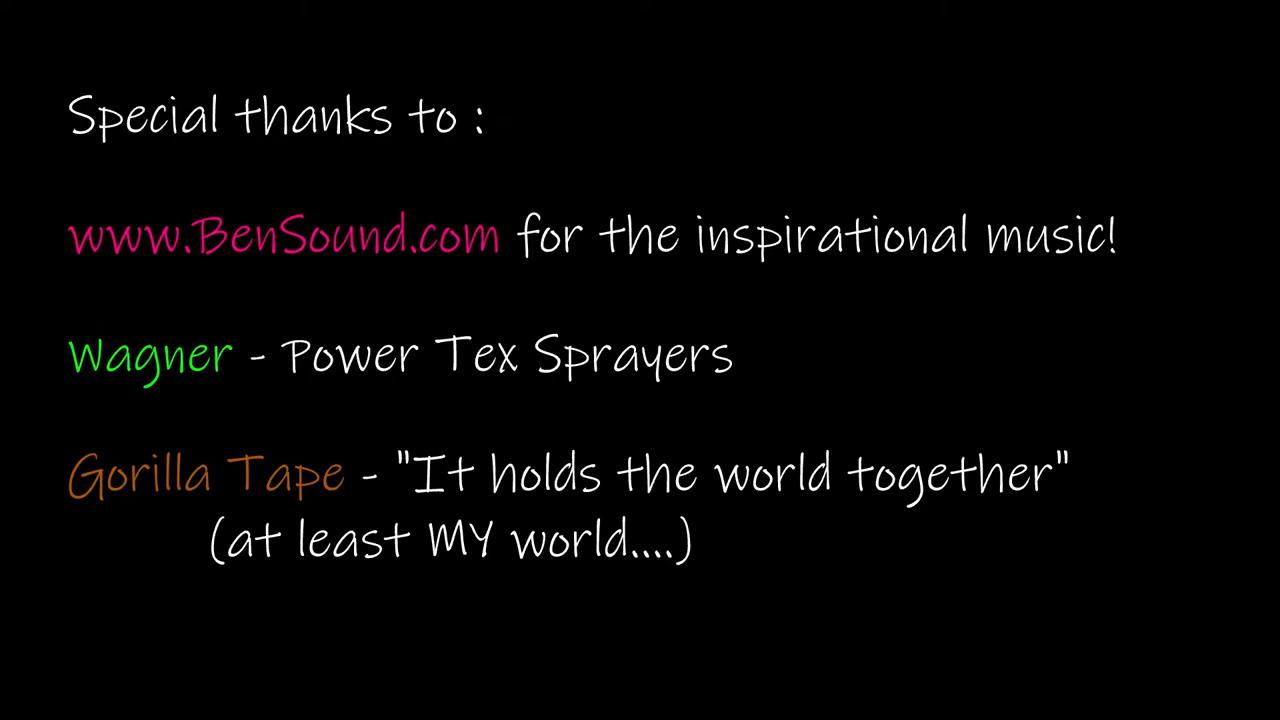 Special thanks to :
www.BenSound.com for the inspirational music!
Wagner - Power Tex Sprayers
Gorilla Tape - "It holds the world together"
(at least MY world....)